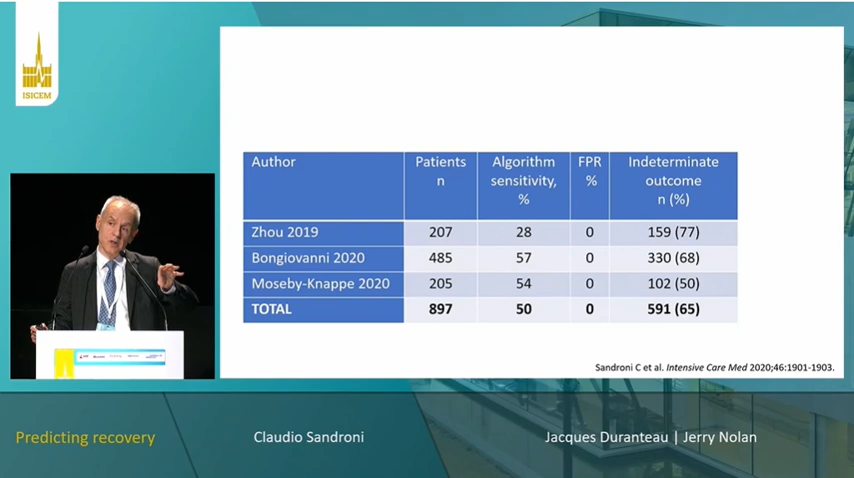 ISICEM
Author Patients n Algorithm sensitivity, % FPR % Indeterminate outcome n (%)
Zhou 2019 207 28 0 159 (77)
Bongiovanni 2020 485 57 0 330 (68)
Moseby-Knappe 2020 205 54 0 102 (50)
TOTAL 897 50 0 591 (65)
Sandroni C et al. Intensive Care Med 2020;46:1901-1903.
Predicting recovery
Claudio Sandroni
Jacques Duranteau | Jerry Nolan